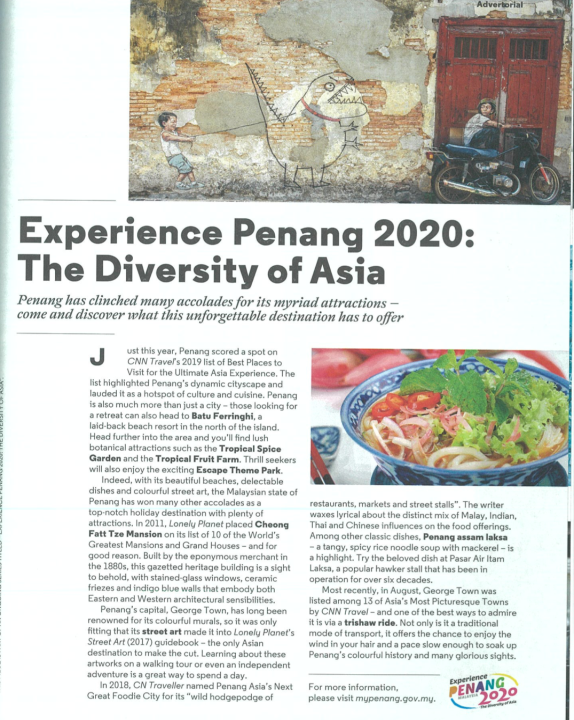 Advertorial
Experience Penang 2020:
The Diversity of Asia
Penang has clinched many accolades for its myriad attractions –
come and discover what this unforgettable destination has to offer
Just this year, Penang scored a spot on
CNN Travel's 2019 list of Best Places to
Visit for the Ultimate Asia Experience. The
list highlighted Penang's dynamic cityscape and
lauded it as a hotspot of culture and cuisine. Penang
is also much more than just a city – those looking for
a retreat can also head to Batu Ferringhi, a
laid-back beach resort in the north of the island.
Head further into the area and you'll find lush
botanical attractions such as the Tropical Spice
Garden and the Tropical Fruit Farm. Thrill seekers
will also enjoy the exciting Escape Theme Park.
Indeed, with its beautiful beaches, delectable
dishes and colourful street art, the Malaysian state of
Penang has won many other accolades as a
top-notch holiday destination with plenty of
attractions. In 2011, Lonely Planet placed Cheong
Fatt Tze Mansion on its list of 10 of the World's
Greatest Mansions and Grand Houses – and for
good reason. Built by the eponymous merchant in
the 1880s, this gazetted heritage building is a sight
to behold, with stained-glass windows, ceramic
friezes and indigo blue walls that embody both
Eastern and Western architectural sensibilities.
Penang's capital, George Town, has long been
renowned for its colourful murals, so it was only
fitting that its street art made it into Lonely Planet's
Street Art (2017) guidebook – the only Asian
destination to make the cut. Learning about these
artworks on a walking tour or even an independent
adventure is a great way to spend a day.
In 2018, CN Traveller named Penang Asia's Next
Great Foodie City for its "wild hodgepodge of
restaurants, markets and street stalls". The writer
waxes lyrical about the distinct mix of Malay, Indian,
Thai and Chinese influences on the food offerings.
Among other classic dishes, Penang assam laksa
– a tangy, spicy rice noodle soup with mackerel – is
a highlight. Try the beloved dish at Pasar Air Itam
Laksa, a popular hawker stall that has been in
operation for over six decades.
Most recently, in August, George Town was
listed among 13 of Asia's Most Picturesque Towns
by CNN Travel – and one of the best ways to admire
it is via a trishaw ride. Not only is it a traditional
mode of transport, it offers the chance to enjoy the
wind in your hair and a pace slow enough to soak up
Penang's colourful history and many glorious sights.
For more information,
please visit mypenang.gov.my.
Experience
PENANG
2020
The Diversity of Asia